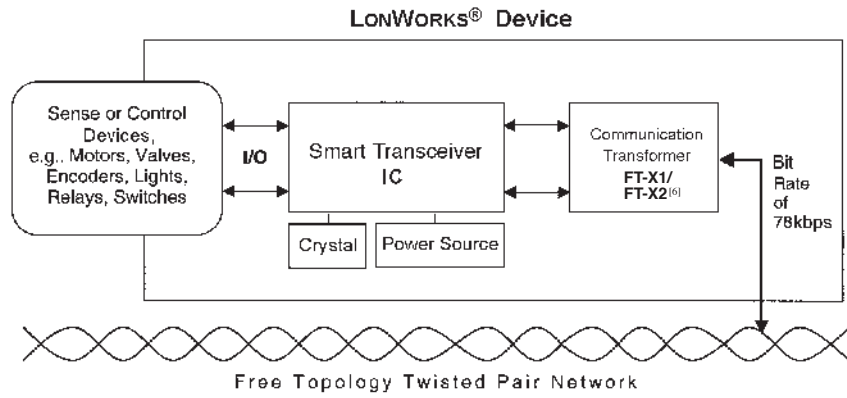 LONWORKS® Device
Sense or Control
Devices,
e.g., Motors, Valves,
Encoders, Lights,
Relays, Switches
I/O
Smart Transceiver
IC
Crystal
Power Source
Communication
Transformer
FT-X1/
FT-X2[6]
Bit
Rate
of
78kbps
Free Topology Twisted Pair Network